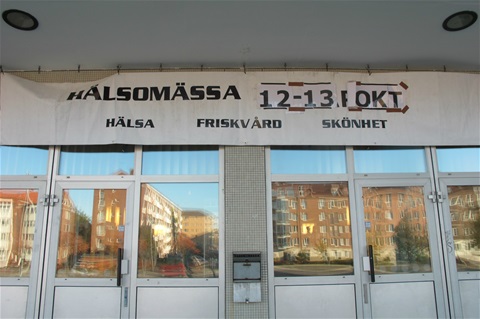 HÄLSOMÄSSA 12-13.OKT
HÄLSA FRISKVÅRD SKÖNHET